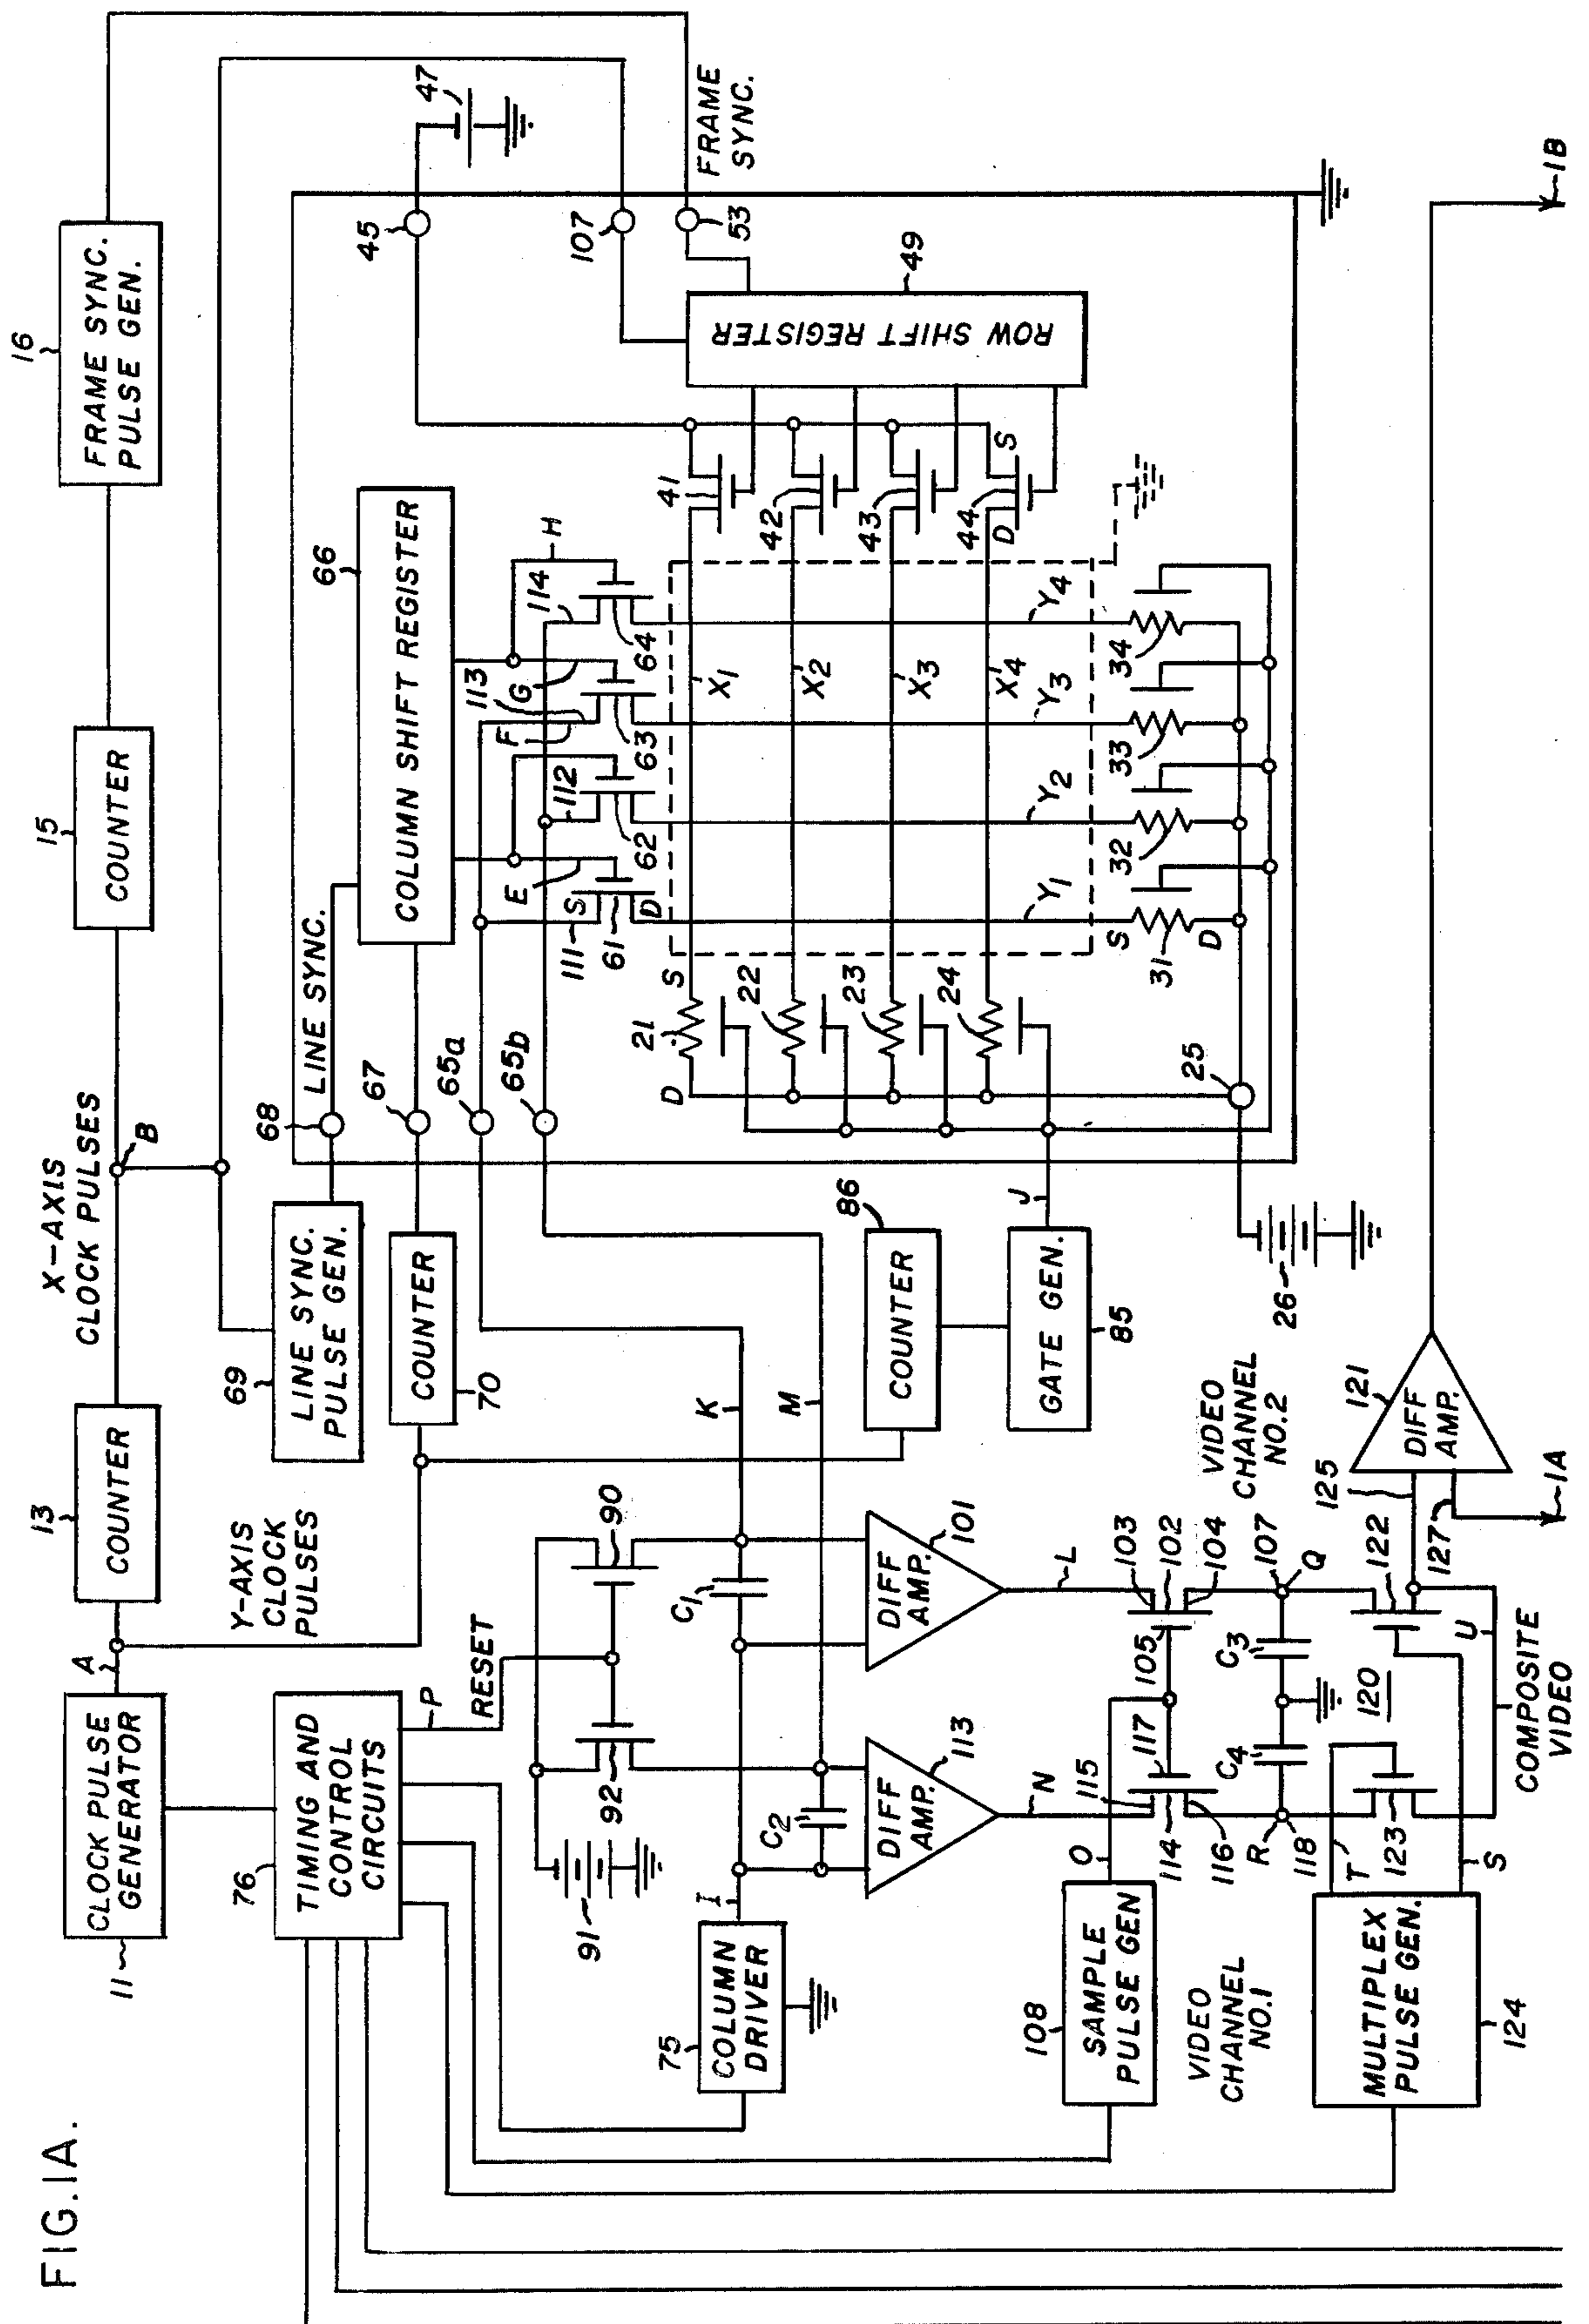 FIG.1A.
11
CLOCK PULSE
GENERATOR
A
13
COUNTER
X-AXIS
CLOCK PULSES
B
15
COUNTER
16
FRAME SYNC.
PULSE GEN.
Y-AXIS
CLOCK
PULSES
76
TIMING AND
CONTROL
CIRCUITS
P
RESET
69
LINE SYNC.
PULSE GEN.
70
COUNTER
68
LINE SYNC.
67
65a
65b
66
COLUMN SHIFT REGISTER
45
47
107
53
FRAME
SYNC.
49
ROW SHIFT REGISTER
E
F
G
H
111
112
113
114
S
D
61
62
63
64
41
42
43
44
D
S
X1
X2
X3
X4
Y1
Y2
Y3
Y4
D
S
21
22
23
24
S
D
31
32
33
34
25
26
J
86
COUNTER
GATE GEN.
85
91
92
90
K
M
C1
C2
75
COLUMN
DRIVER
I
DIFF
AMP.
101
DIFF
AMP.
113
L
N
O
108
SAMPLE
PULSE GEN
VIDEO
CHANNEL
NO.1
VIDEO
CHANNEL
NO.2
103
102
104
105
115
117
114
116
107
Q
C3
C4
R
118
120
122
123
T
S
U
124
MULTIPLEX
PULSE GEN.
COMPOSITE
VIDEO
125
127
121
DIFF
AMP.
1A
1B